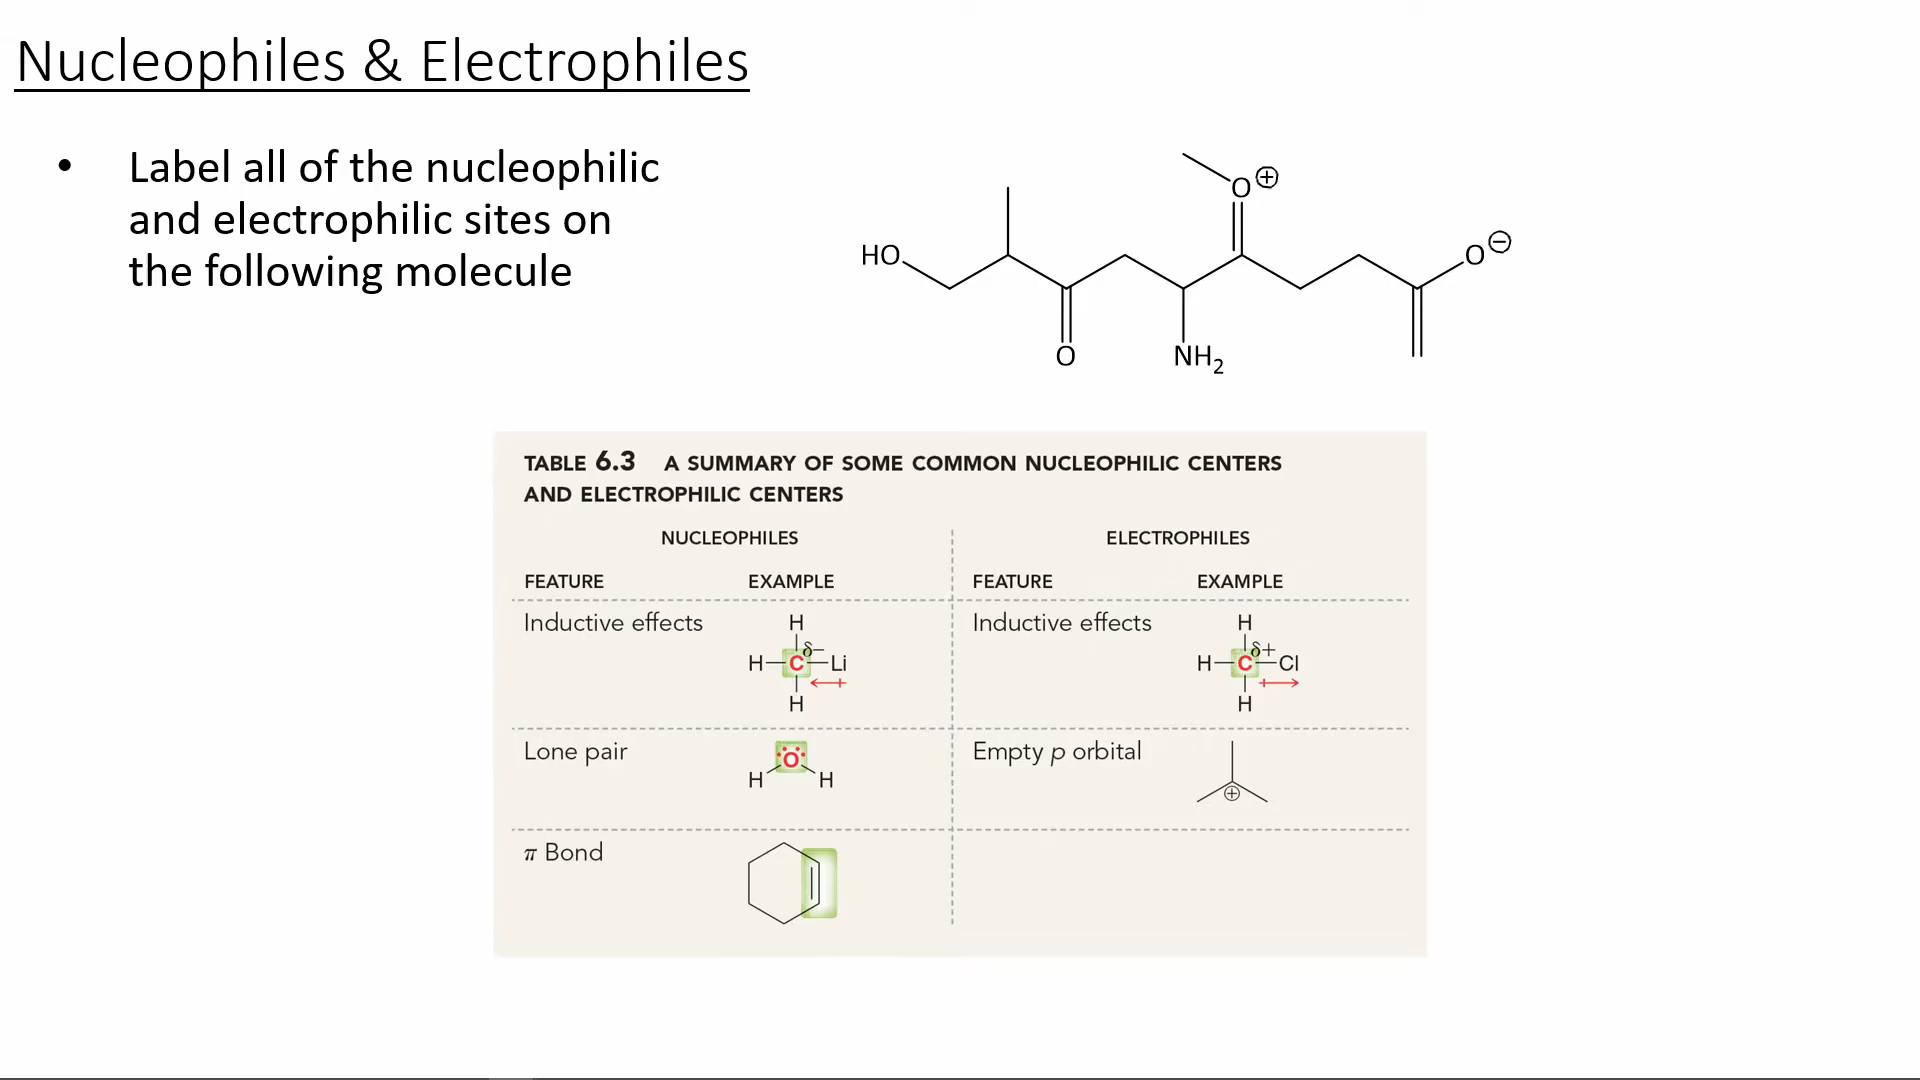 Nucleophiles & Electrophiles
• Label all of the nucleophilic
and electrophilic sites on
the following molecule
O⊕
HO
O⊖
O
NH₂
TABLE 6.3 A SUMMARY OF SOME COMMON NUCLEOPHILIC CENTERS
AND ELECTROPHILIC CENTERS
NUCLEOPHILES ELECTROPHILES
FEATURE EXAMPLE FEATURE EXAMPLE
Inductive effects Inductive effects
H H
δ− δ+
H C Li H C Cl
H H
Lone pair Empty p orbital
O
H H
⊕
π Bond